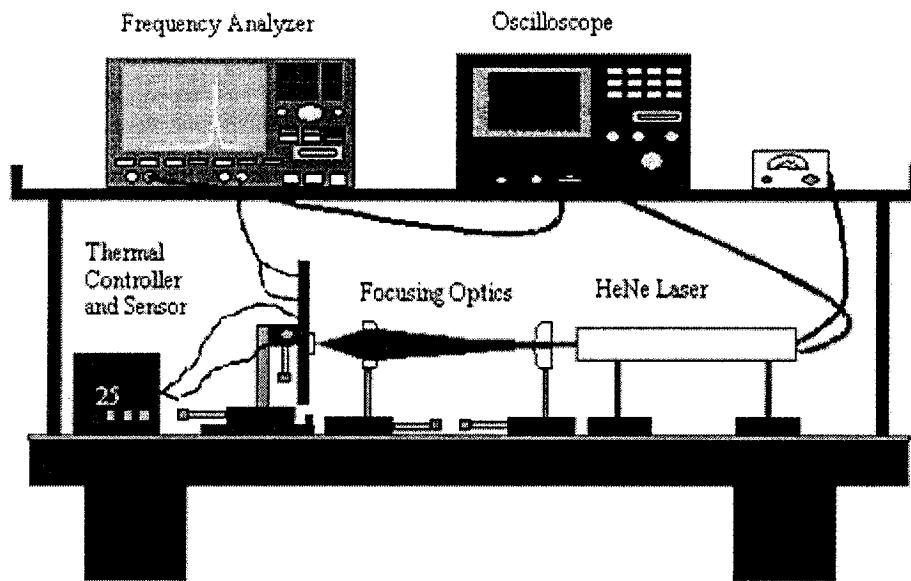 Frequency Analyzer
Oscilloscope
Thermal
Controller
and Sensor
Focusing Optics
HeNe Laser
25